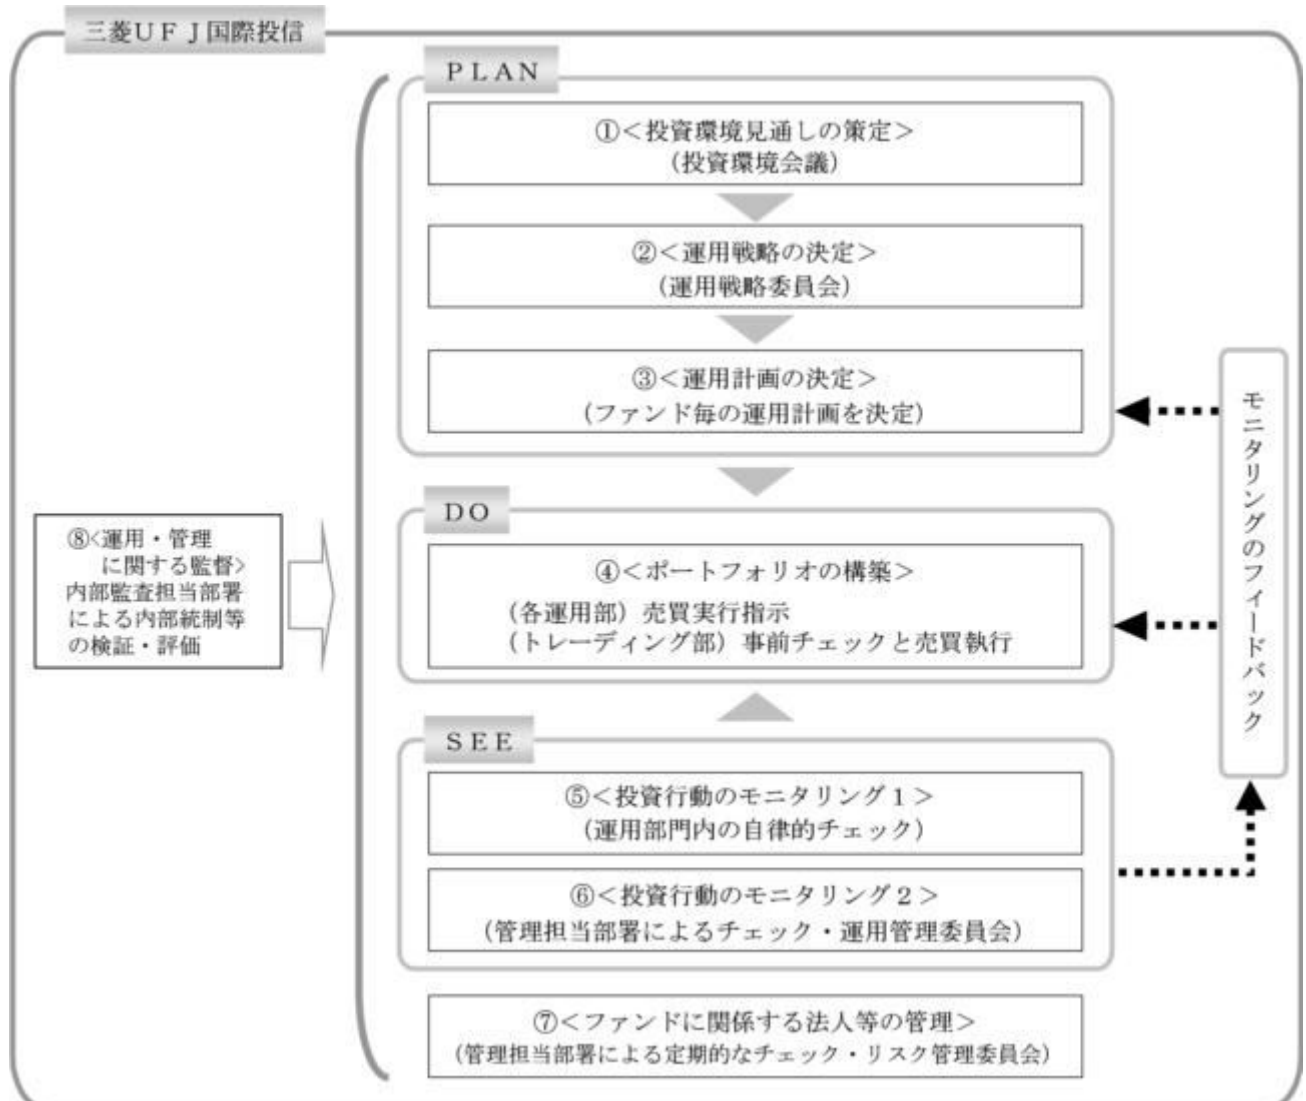 三菱ＵＦＪ国際投信
ＰＬＡＮ
①＜投資環境見通しの策定＞
（投資環境会議）
②＜運用戦略の決定＞
（運用戦略委員会）
③＜運用計画の決定＞
（ファンド毎の運用計画を決定）
ＤＯ
④＜ポートフォリオの構築＞
（各運用部）売買実行指示
（トレーディング部）事前チェックと売買執行
ＳＥＥ
⑤＜投資行動のモニタリング１＞
（運用部門内の自律的チェック）
⑥＜投資行動のモニタリング２＞
（管理担当部署によるチェック・運用管理委員会）
⑦＜ファンドに関係する法人等の管理＞
（管理担当部署による定期的なチェック・リスク管理委員会）
⑧<運用・管理
に関する監督>
内部監査担当部署
による内部統制等
の検証・評価
モニタリングのフィードバック